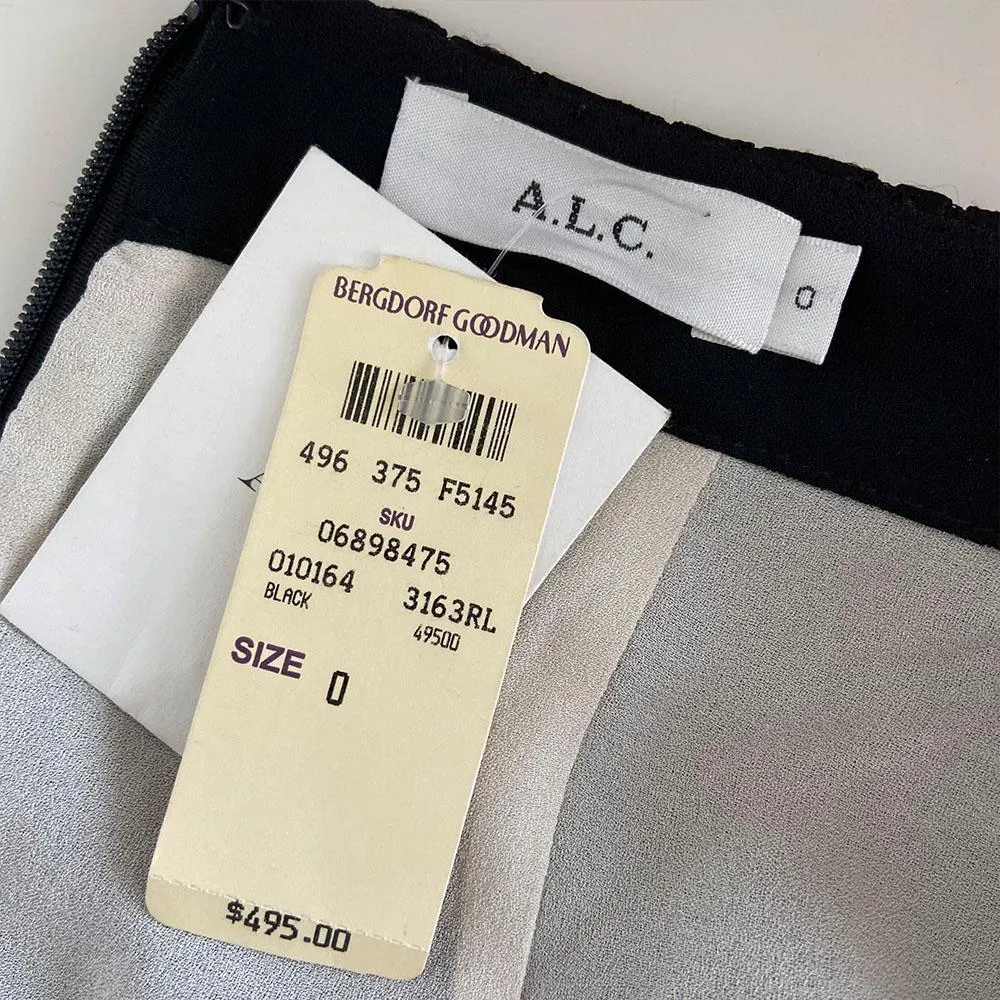 A.L.C.
0
BERGDORF GOODMAN
496 375 F5145
SKU
06898475
010164 3163RL
BLACK 49500
SIZE 0
$495.00
A